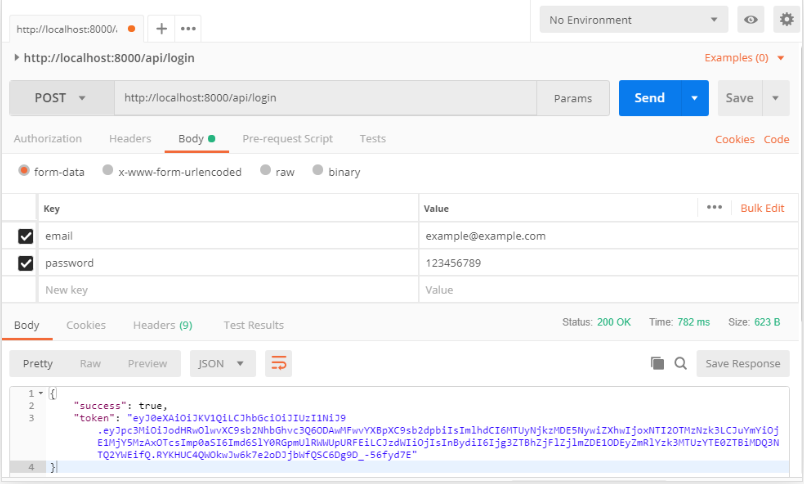 http://localhost:8000/a
No Environment
http://localhost:8000/api/login
Examples (0)
POST
http://localhost:8000/api/login
Params
Send
Save
Authorization Headers Body Pre-request Script Tests Cookies Code
form-data x-www-form-urlencoded raw binary
Key Value Bulk Edit
email example@example.com
password 123456789
New key Value
Body Cookies Headers (9) Test Results Status: 200 OK Time: 782 ms Size: 623 B
Pretty Raw Preview JSON Save Response
1 {
2 "success": true,
3 "token": "eyJ0eXAiOiJKV1QiLCJhbGciOiJIUzI1NiJ9
.eyJpc3MiOiJodHRwOlwvXC9sb2NhbGhvc3Q6ODAwMFwvYXBpXC9sb2dpbiIsImlhdCI6MTUyNjkzMDE5NywiZXhwIjoxNTI2OTMzNzk3LCJuYmYiOj
E1MjY5MzAxOTcsImp0aSI6Imd6SlY0RGpmUlRWWUpURFEiLCJzdWIiOjIsInBydiI6Ijg3ZTBhZjFlZjlmZDE1ODEyZmRlYzk3MTUzYTE0ZTBiMDQ3N
TQ2YWEifQ.RYKHUC4QWOkwJw6k7e2oDJjbWfQSC6Dg9D_-56fyd7E"
4 }